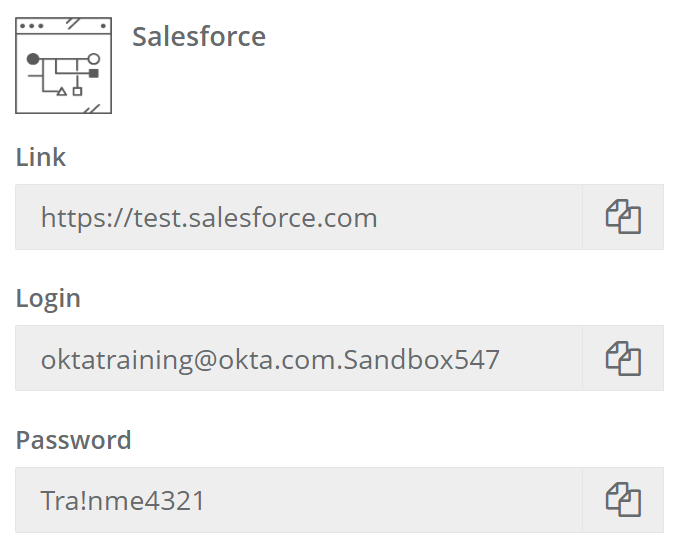 Salesforce
Link
https://test.salesforce.com
Login
oktatraining@okta.com.Sandbox547
Password
Tra!nme4321